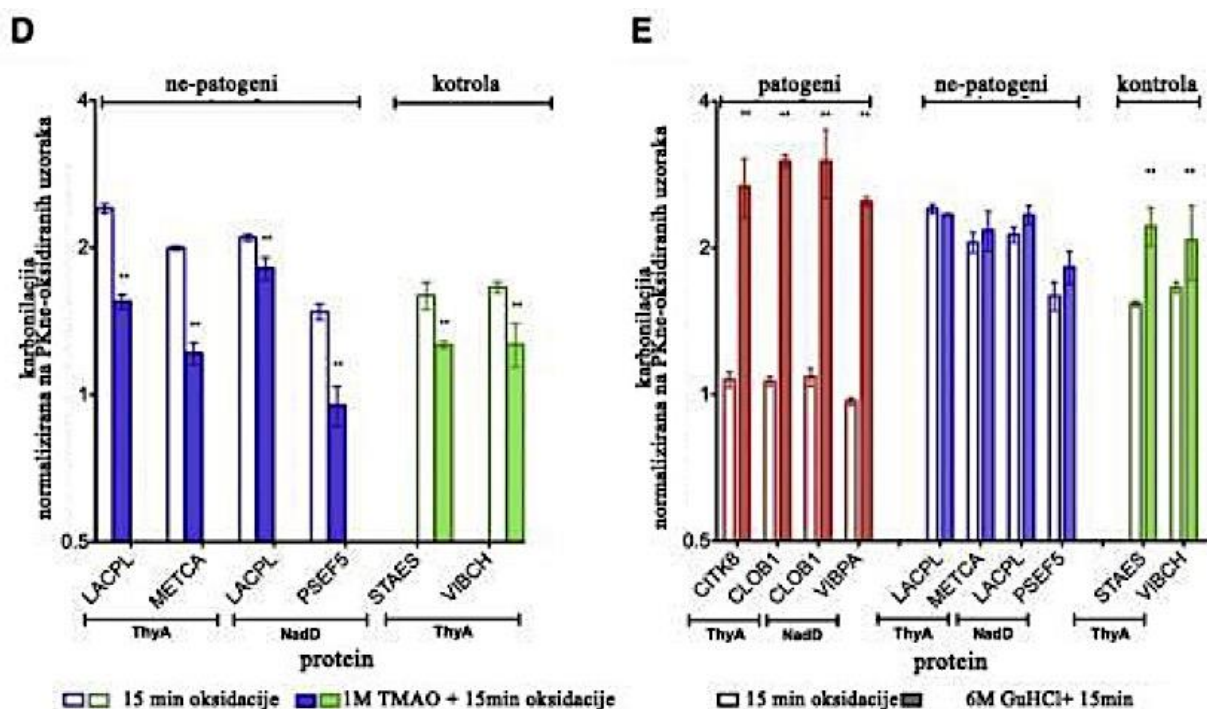 D
ne-patogeni kotrola
4
2
1
0.5
karbonilacjia
normalizirana na PKne-oksidiranih uzoraka
** ** ** ** ** **
LACPL METCA LACPL PSEF5 STAES VIBCH
ThyA NadD ThyA
protein
15 min oksidacije 1M TMAO + 15min oksidacije
E
patogeni ne-patogeni kontrola
4
2
1
0.5
karbonilacjia
normalizirana na PKne-oksidiranih uzoraka
** ** ** ** ** **
CITK8 CLOB1 CLOB1 VIBPA LACPL METCA LACPL PSEF5 STAES VIBCH
ThyA NadD ThyA NadD ThyA
protein
15 min oksidacije 6M GuHCl+ 15min